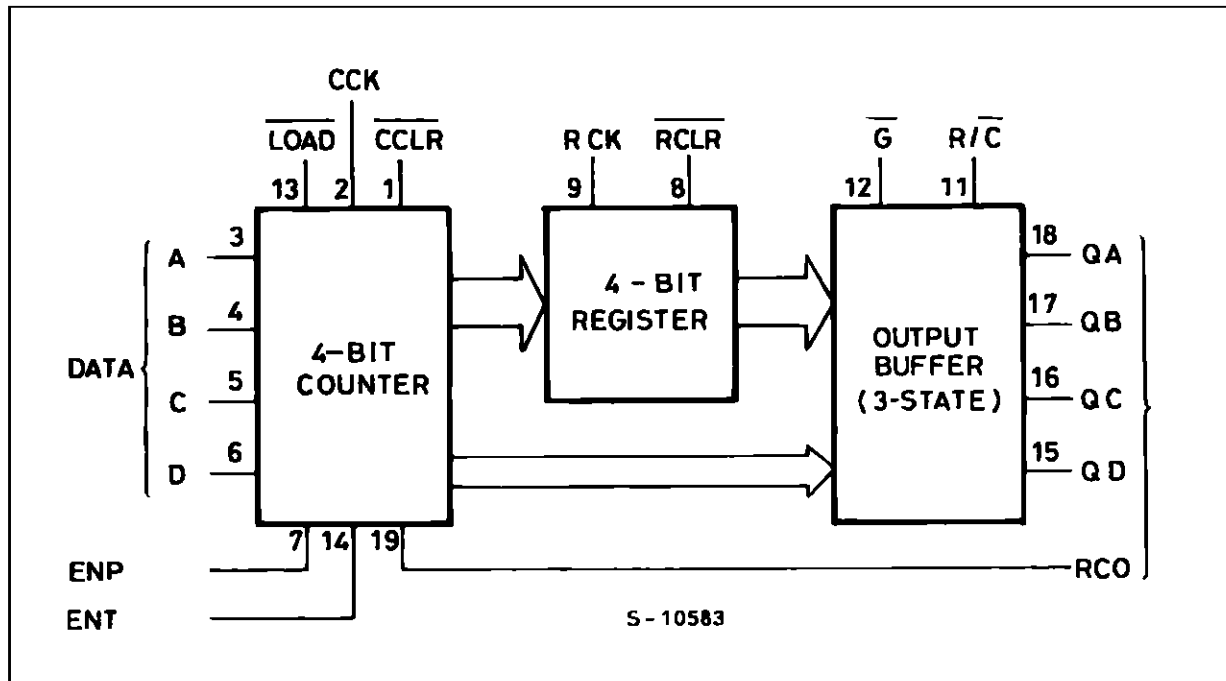 CCK
LOAD CCLR RCK RCLR G R/C
13 2 1 9 8 12 11
A 3 18 QA
B 4 17 QB
4-BIT REGISTER
OUTPUT BUFFER (3-STATE)
DATA
4-BIT COUNTER
C 5 16 QC
D 6 15 QD
7 14 19
ENP RCO
ENT S-10583